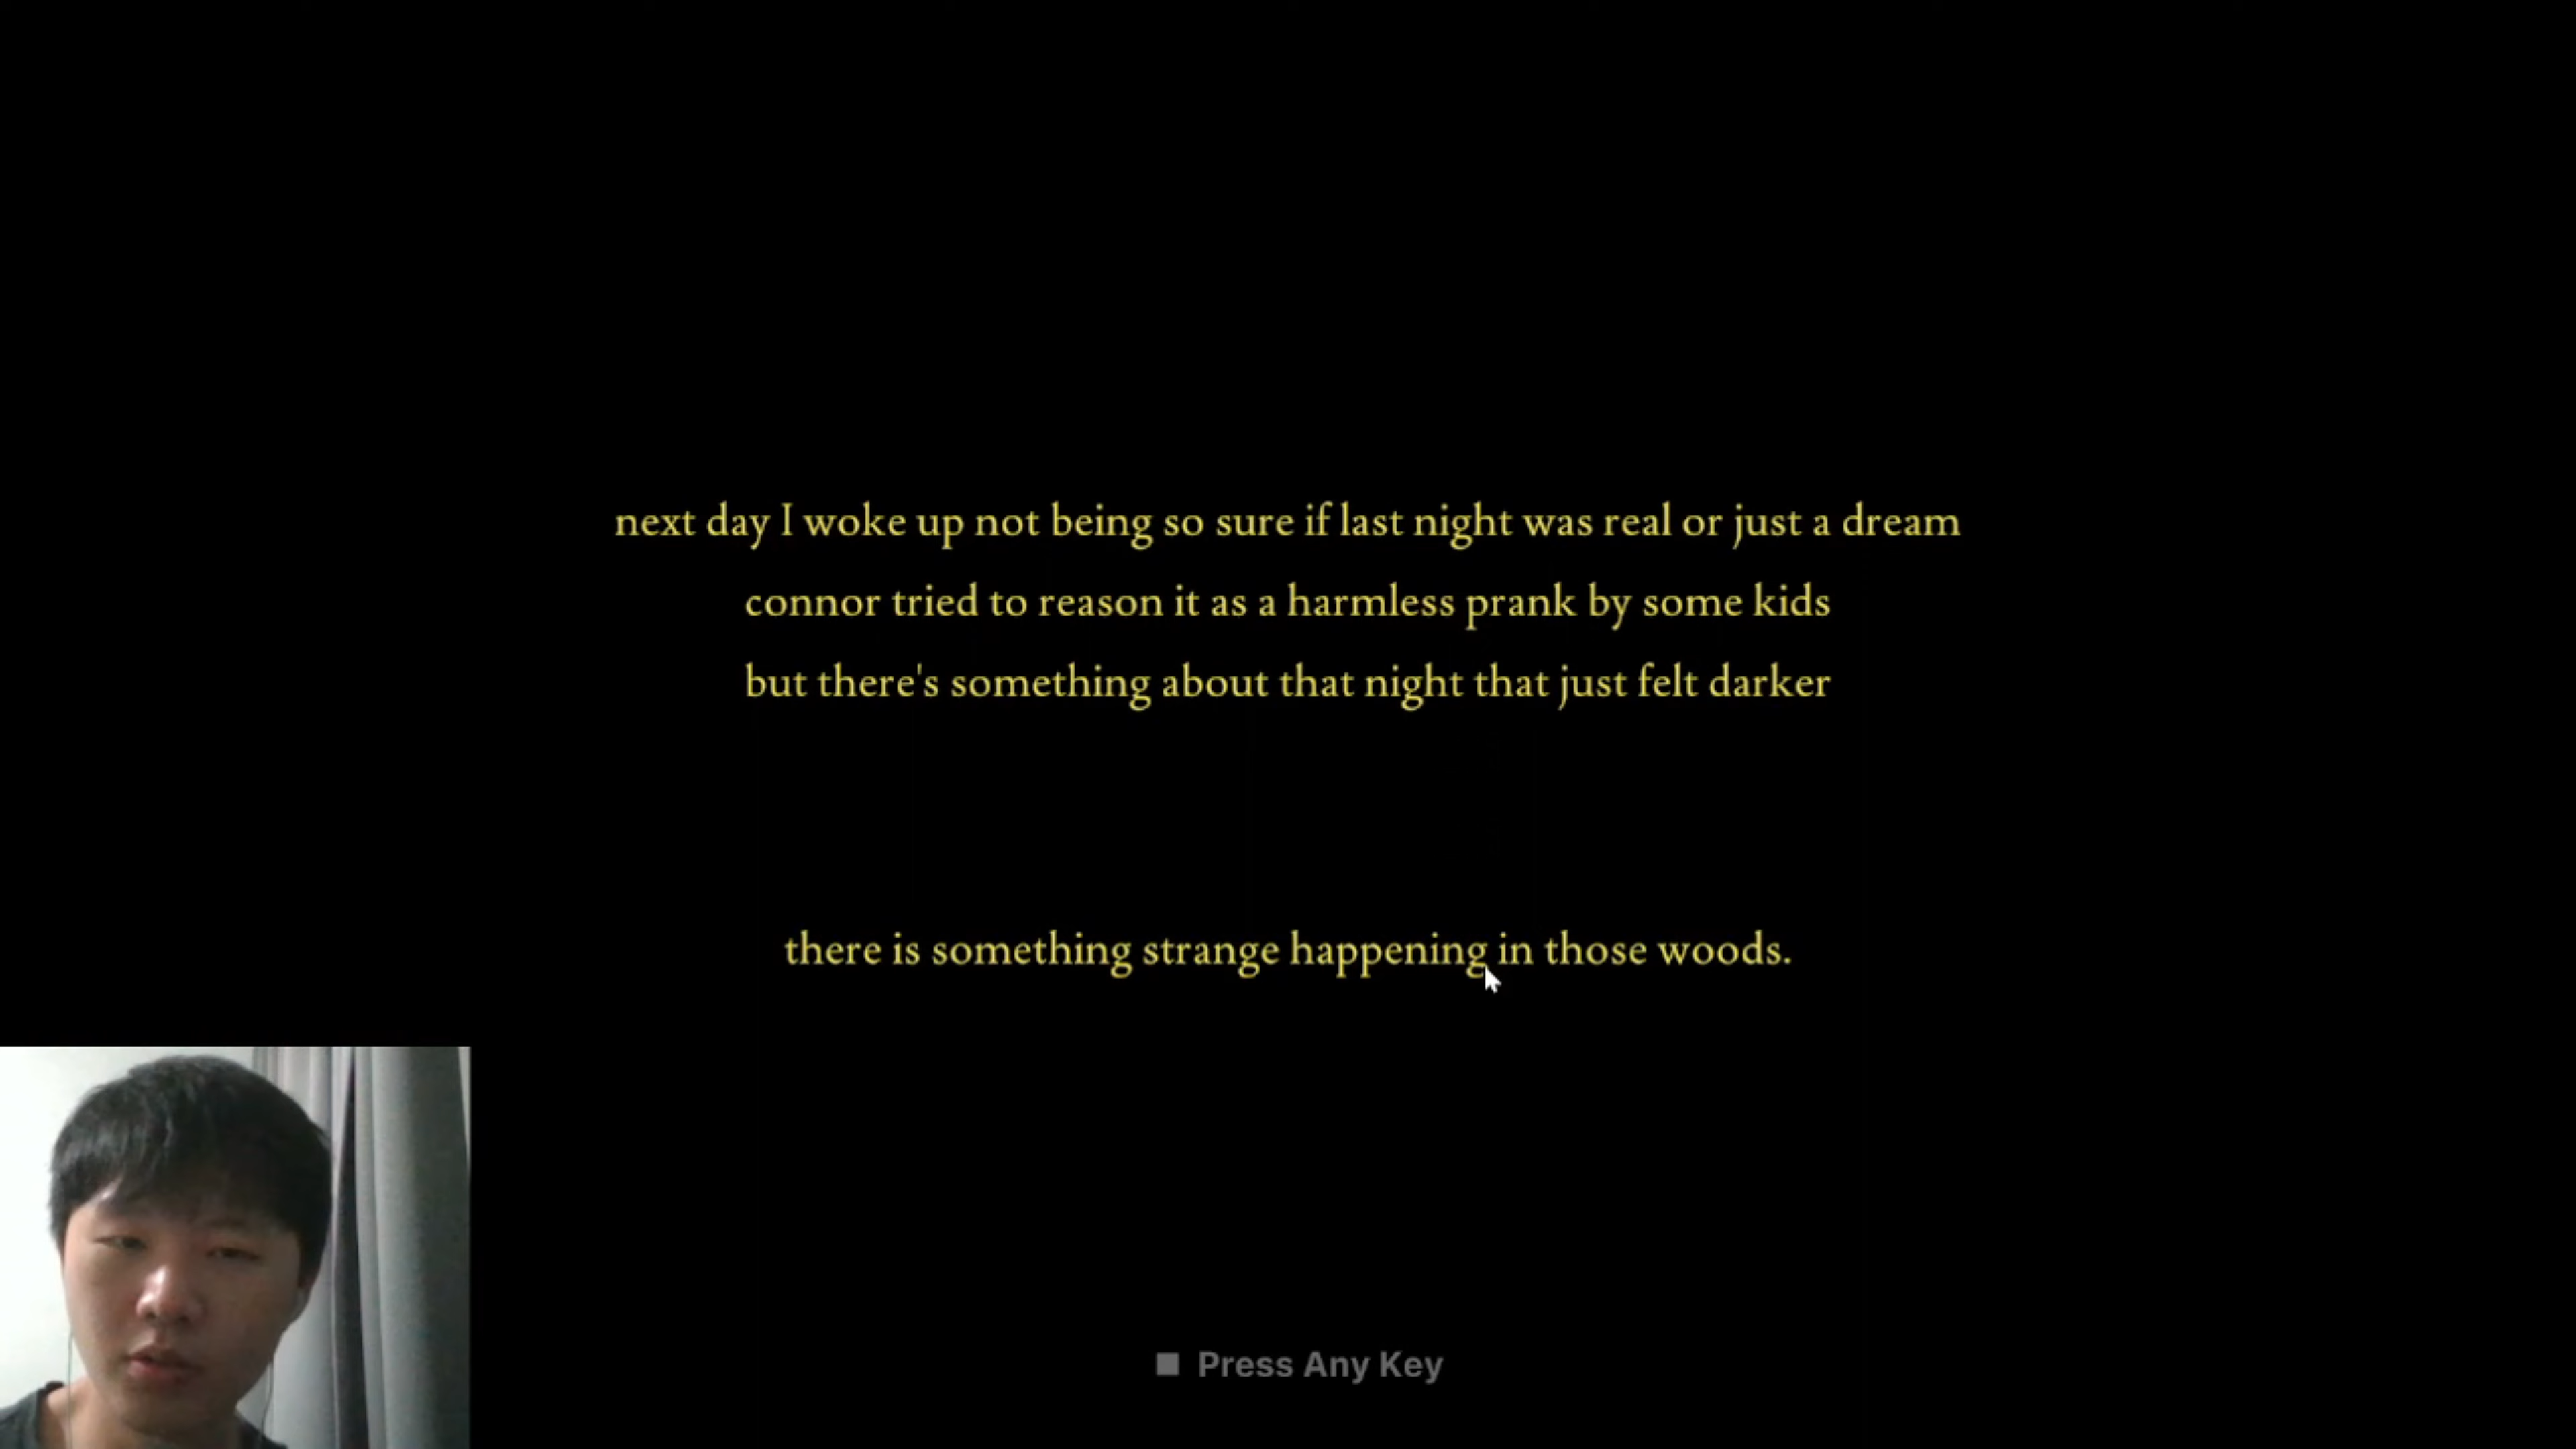 next day I woke up not being so sure if last night was real or just a dream
connor tried to reason it as a harmless prank by some kids
but there's something about that night that just felt darker
there is something strange happening in those woods.
Press Any Key